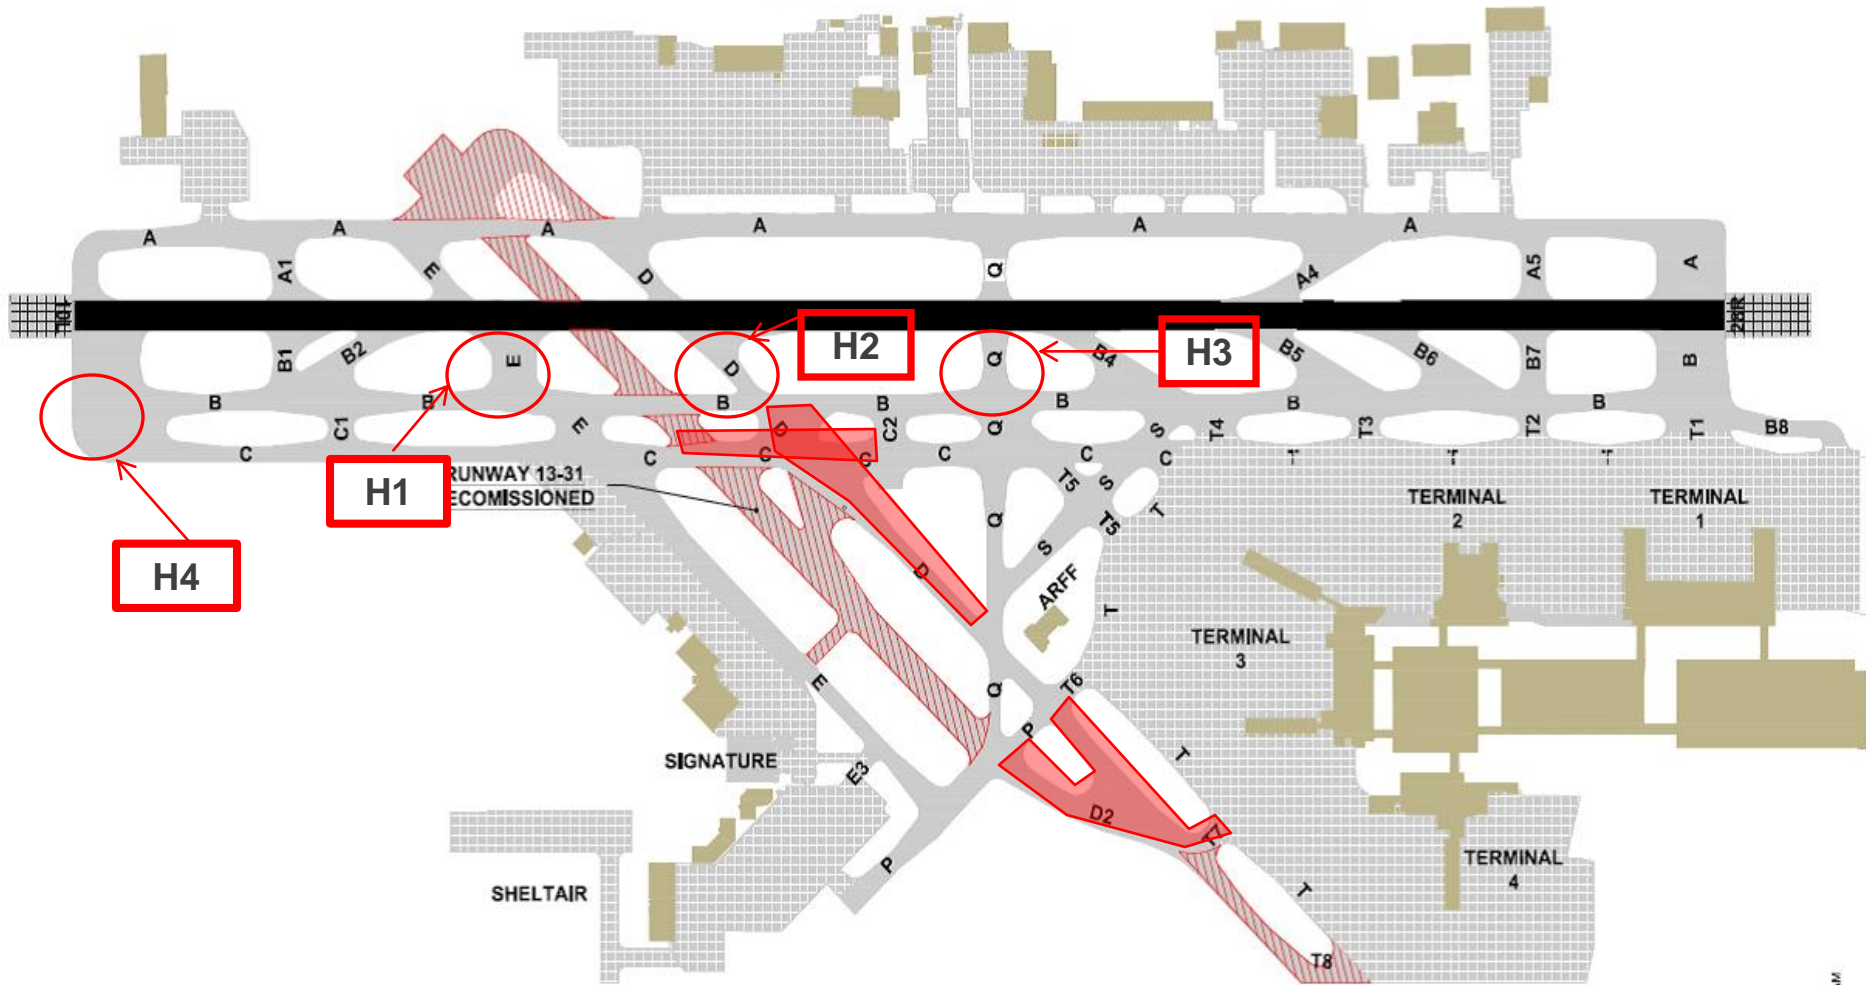 A
A
A
A
A
A
A1
E
D
Q
A4
A5
A
10L
28R
B1
B2
E
D
Q
B4
B5
B6
B7
B
H2
H3
B
B
B
B
B
B
B
C1
E
D
C2
Q
S
T4
T3
T2
T1
B8
C
C
C
C
C
C
C
T
T
T
H1
RUNWAY 13-31
ECOMISSIONED
T5
S
T
T5
TERMINAL
2
TERMINAL
1
Q
S
H4
D
ARFF
T
TERMINAL
3
E
Q
T6
P
T
SIGNATURE
E3
D2
T7
P
SHELTAIR
TERMINAL
4
T
T8